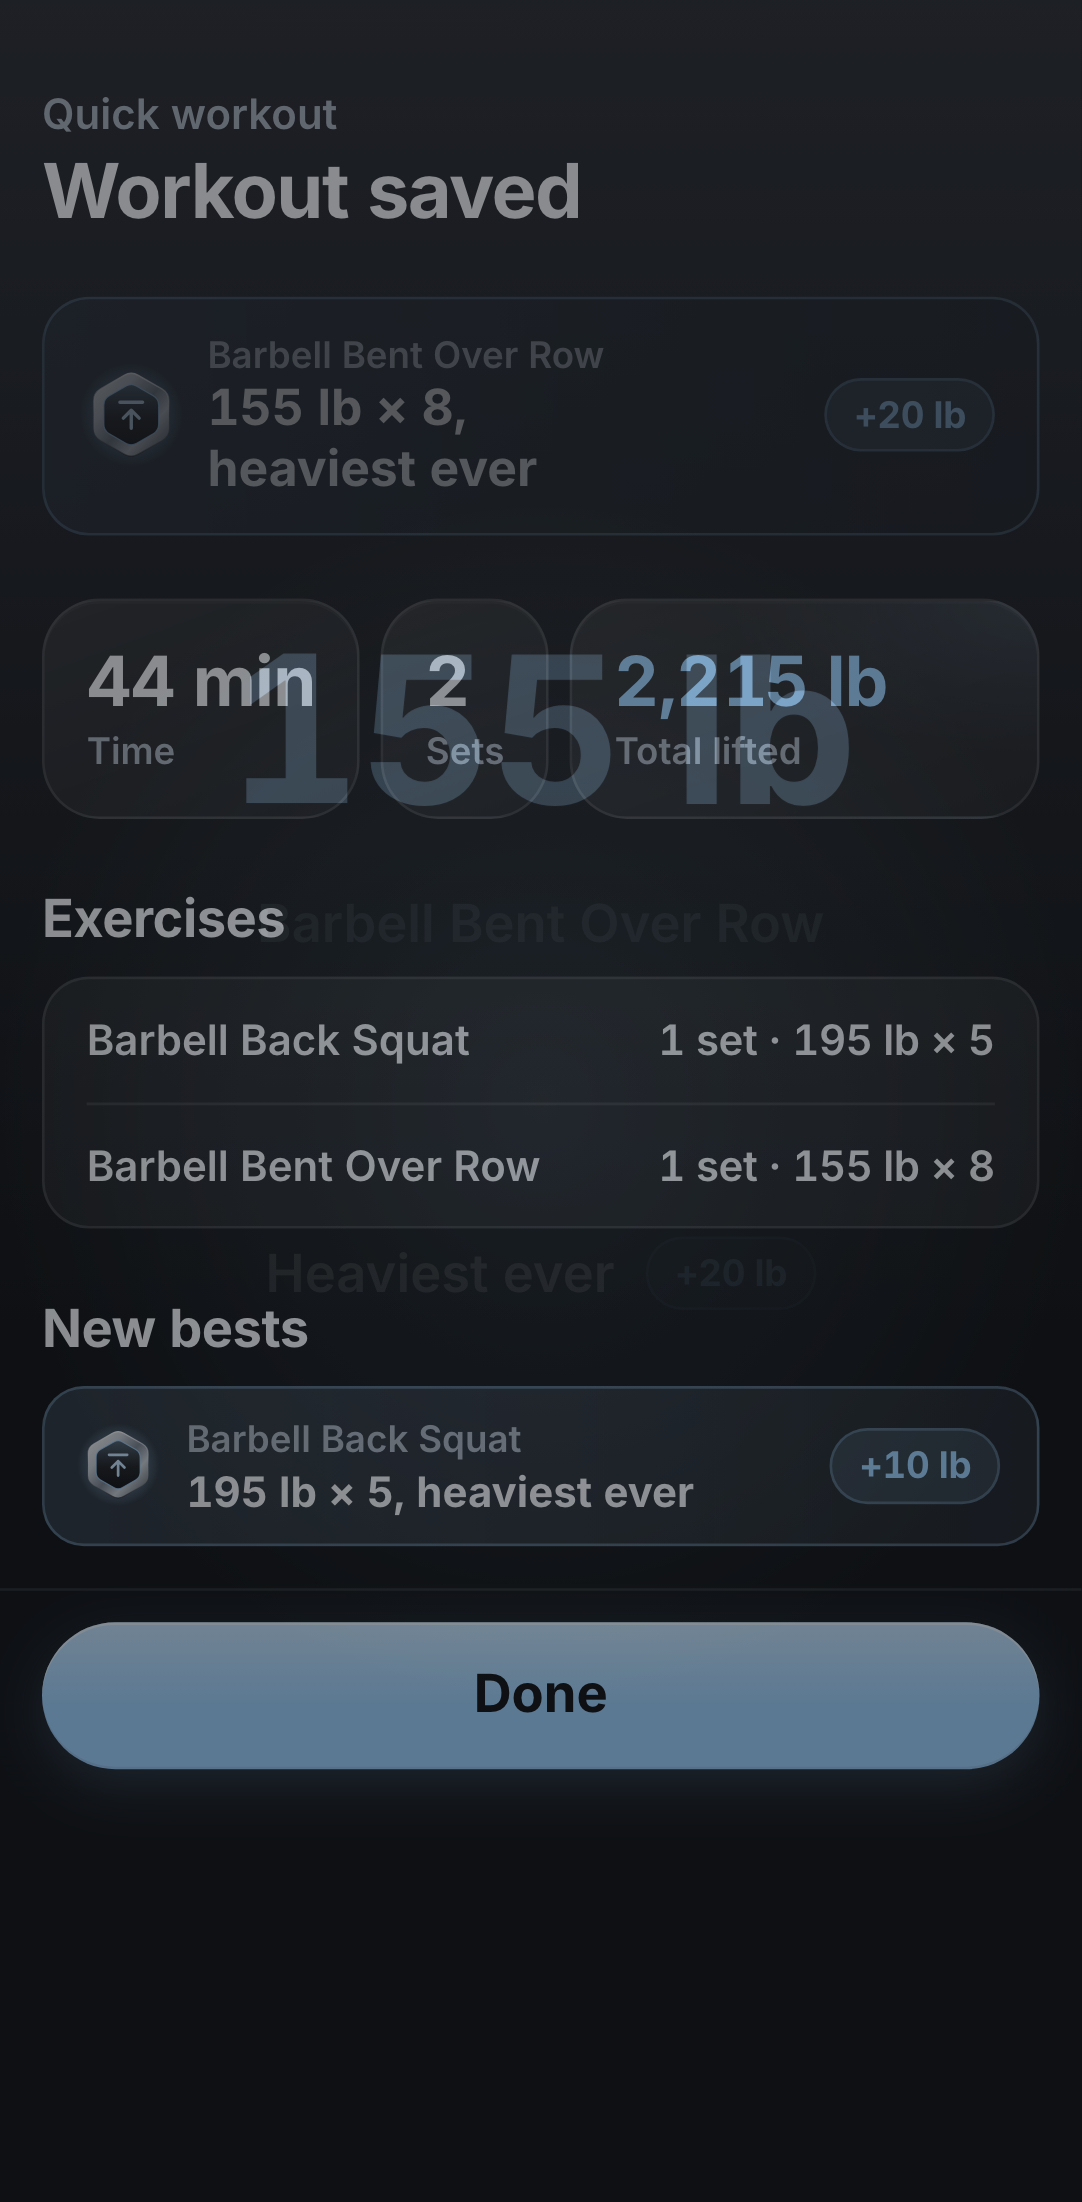 Quick workout
Workout saved
Barbell Bent Over Row
155 lb × 8,
heaviest ever
+20 lb
44 min
Time
2
Sets
2,215 lb
Total lifted
155 lb
Exercises
Barbell Bent Over Row
Barbell Back Squat 1 set · 195 lb × 5
Barbell Bent Over Row 1 set · 155 lb × 8
Heaviest ever +20 lb
New bests
Barbell Back Squat
195 lb × 5, heaviest ever
+10 lb
Done